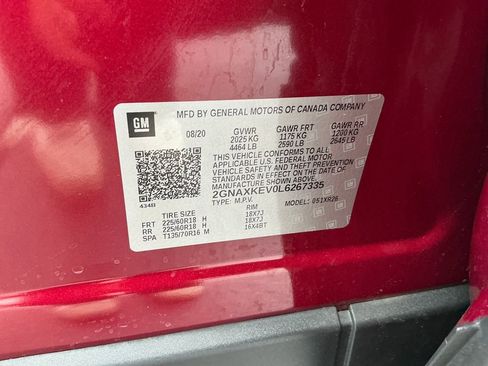 GM
MFD BY GENERAL MOTORS OF CANADA COMPANY
08/20 GVWR GAWR FRT GAWR RR
2025 KG 1175 KG 1200 KG
4464 LB 2590 LB 2645 LB
THIS VEHICLE CONFORMS TO ALL
APPLICABLE U.S. FEDERAL MOTOR
VEHICLE SAFETY AND THEFT PREVENTION
STANDARDS IN EFFECT ON THE DATE OF
MANUFACTURE SHOWN ABOVE.
2GNAXKEV0L6267335
434B TYPE: M.P.V. MODEL: 051XR26
TIRE SIZE RIM
FRT 225/60R18 H 18X7J
RR 225/60R18 H 18X7J
SPA T135/70R16 M 16X4BT